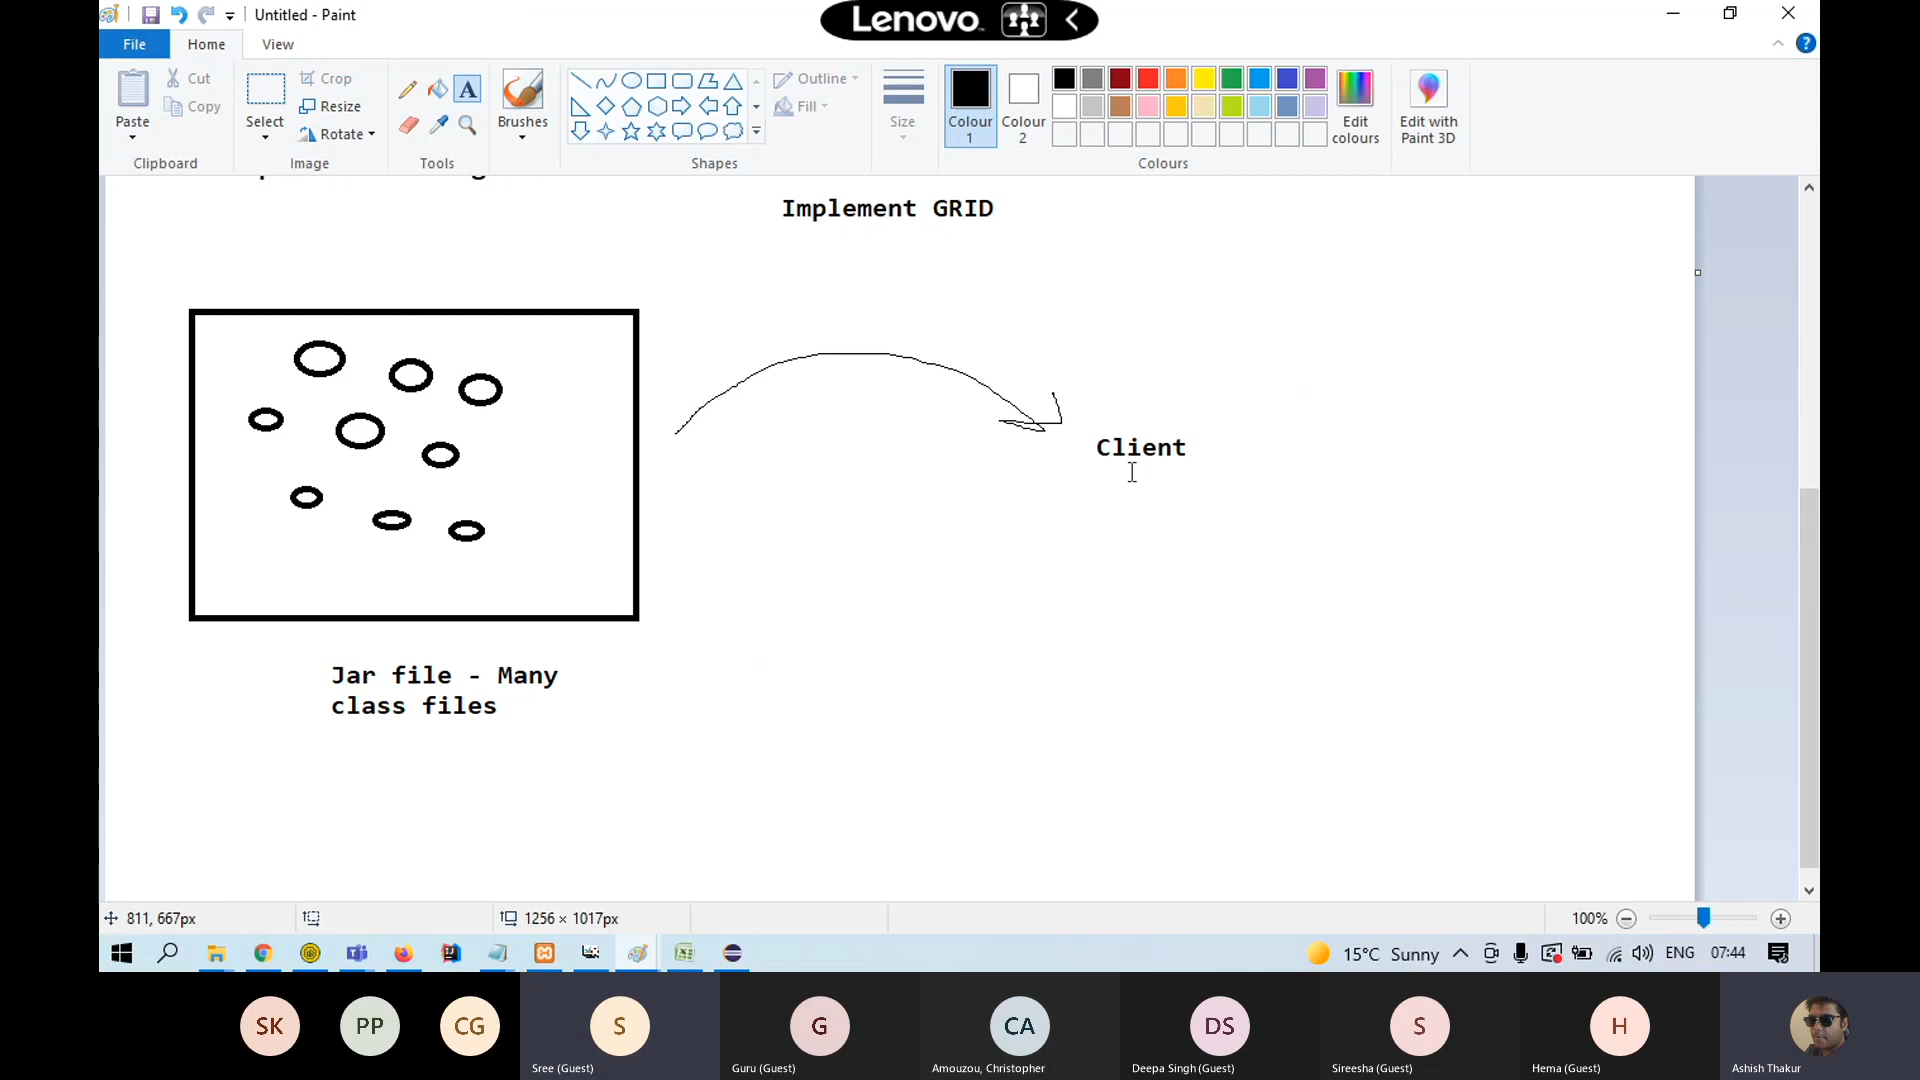 Untitled - Paint
Lenovo
File
Home
View
Paste
Cut
Copy
Clipboard
Select
Crop
Resize
Rotate
Image
A
Tools
Brushes
Shapes
Outline
Fill
Size
Colour 1
Colour 2
Colours
Edit colours
Edit with Paint 3D
Implement GRID
Client
Jar file - Many
class files
811, 667px
1256 × 1017px
100%
15°C Sunny
ENG
07:44
SK
PP
CG
S
G
CA
DS
S
H
Sree (Guest)
Guru (Guest)
Amouzou, Christopher
Deepa Singh (Guest)
Sireesha (Guest)
Hema (Guest)
Ashish Thakur